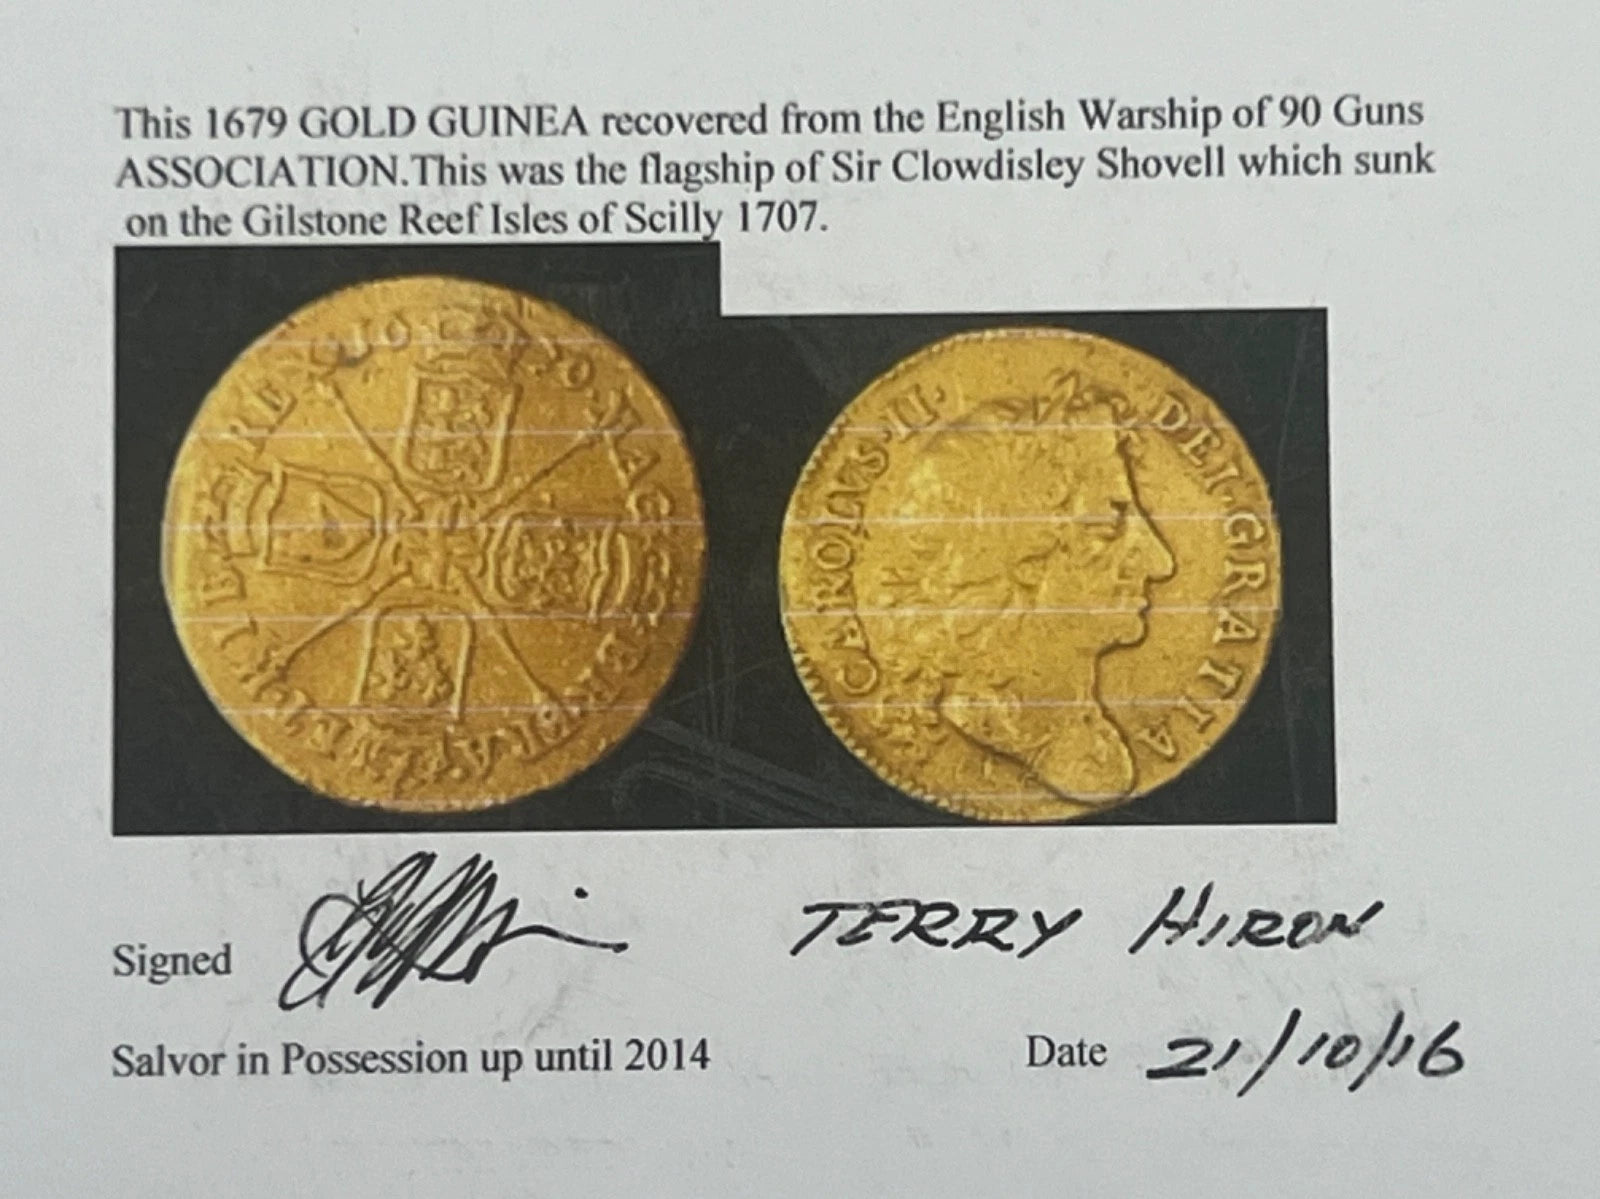 This 1679 GOLD GUINEA recovered from the English Warship of 90 Guns
ASSOCIATION.This was the flagship of Sir Clowdisley Shovell which sunk
on the Gilstone Reef Isles of Scilly 1707.
CAROLVS·II· DEI·GRATIA
MAG
Signed
TERRY HIRON
Salvor in Possession up until 2014
Date 21/10/16